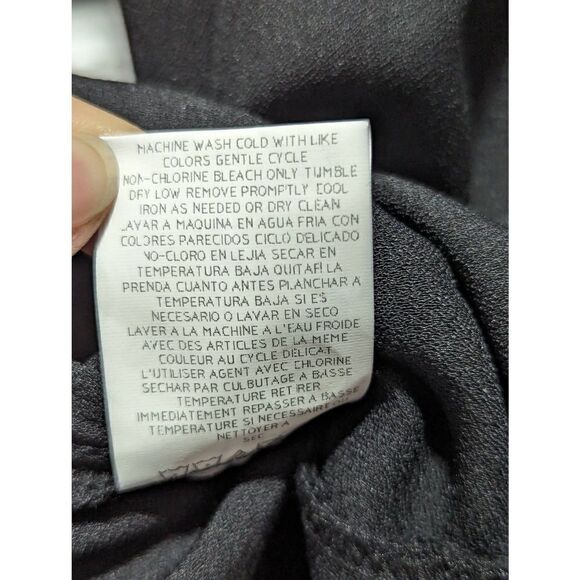 MACHINE WASH COLD WITH LIKE
COLORS GENTLE CYCLE
NON-CHLORINE BLEACH ONLY TUMBLE
DRY LOW REMOVE PROMPTLY COOL
IRON AS NEEDED OR DRY CLEAN
LAVAR A MAQUINA EN AGUA FRIA CON
COLORES PARECIDOS CICLO DELICADO
NO-CLORO EN LEJIA SECAR EN
TEMPERATURA BAJA QUITAR LA
PRENDA CUANTO ANTES PLANCHAR A
TEMPERATURA BAJA SI ES
NECESARIO O LAVAR EN SECO
LAVER A LA MACHINE A L'EAU FROIDE
AVEC DES ARTICLES DE LA MEME
COULEUR AU CYCLE DELICAT
L'UTILISER AGENT AVEC CHLORINE
SECHAR PAR CULBUTAGE A BASSE
TEMPERATURE RETIRER
IMMEDIATEMENT REPASSER A BASSE
TEMPERATURE SI NECESSAIRE OU
NETTOYER A
SEC